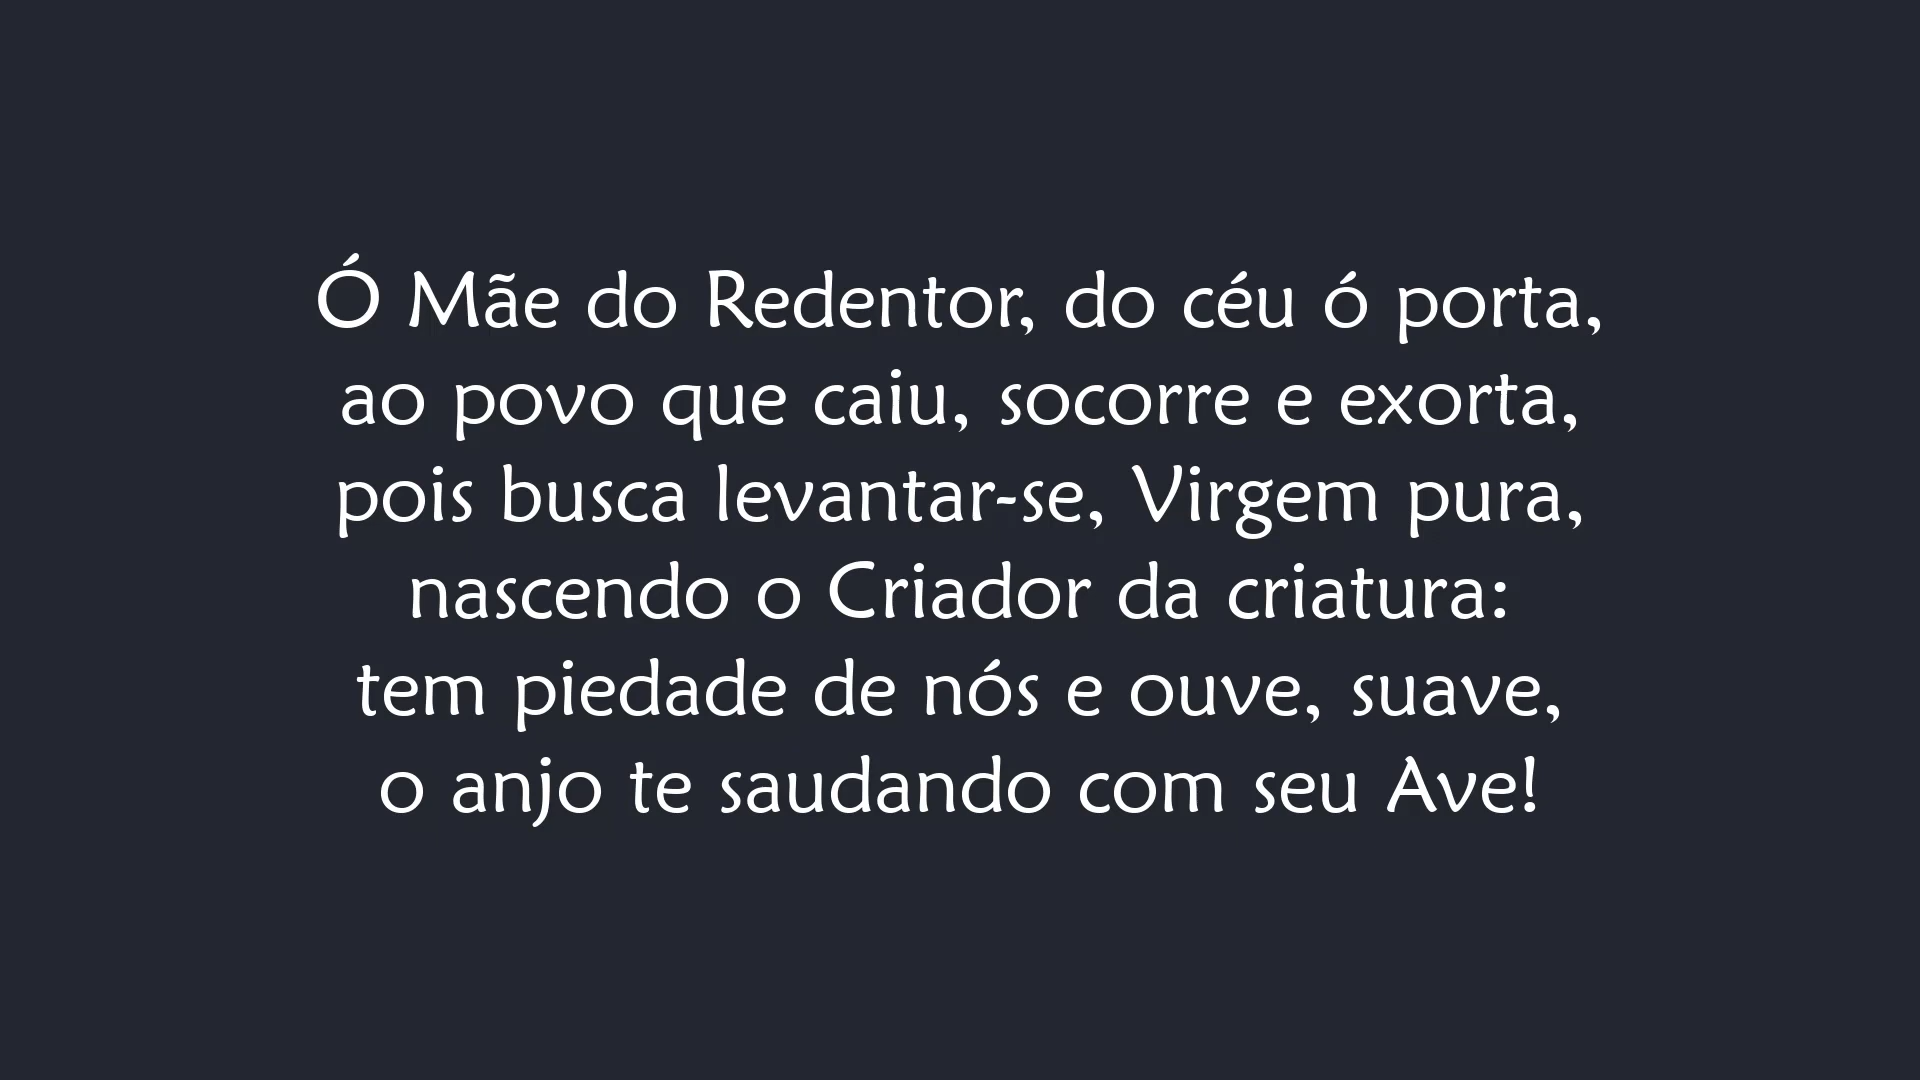 Ó Mãe do Redentor, do céu ó porta,
ao povo que caiu, socorre e exorta,
pois busca levantar-se, Virgem pura,
nascendo o Criador da criatura:
tem piedade de nós e ouve, suave,
o anjo te saudando com seu Ave!